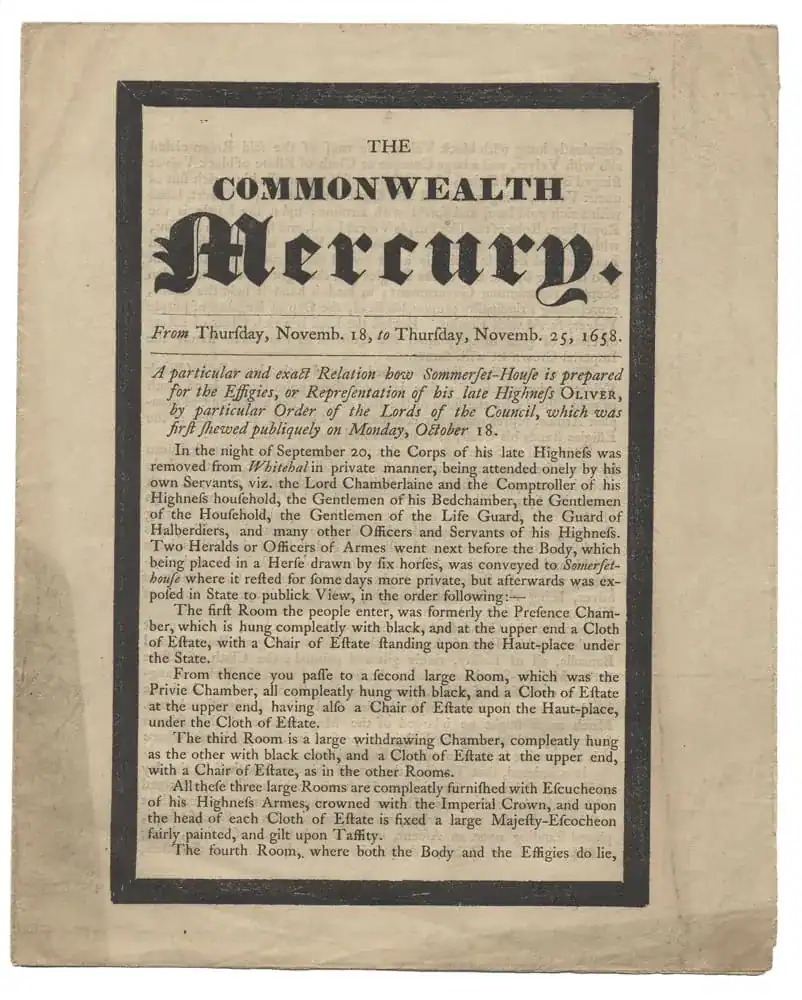 THE
COMMONWEALTH
Mercury.
From Thurſday, Novemb. 18, to Thurſday, Novemb. 25, 1658.
A particular and exact Relation how Sommerſet-Houſe is prepared
for the Effigies, or Repreſentation of his late Highneſs OLIVER,
by particular Order of the Lords of the Council, which was
firſt ſhewed publiquely on Monday, October 18.
In the night of September 20, the Corps of his late Highneſs was
removed from Whitehal in private manner, being attended onely by his
own Servants, viz. the Lord Chamberlaine and the Comptroller of his
Highneſs houſehold, the Gentlemen of his Bedchamber, the Gentlemen
of the Houſehold, the Gentlemen of the Life Guard, the Guard of
Halberdiers, and many other Officers and Servants of his Highneſs.
Two Heralds or Officers of Armes went next before the Body, which
being placed in a Herſe drawn by ſix horſes, was conveyed to Somerſet-
houſe where it reſted for ſome days more private, but afterwards was ex-
poſed in State to publick View, in the order following:—
The firſt Room the people enter, was formerly the Preſence Cham-
ber, which is hung compleatly with black, and at the upper end a Cloth
of Eſtate, with a Chair of Eſtate ſtanding upon the Haut-place under
the State.
From thence you paſſe to a ſecond large Room, which was the
Privie Chamber, all compleatly hung with black, and a Cloth of Eſtate
at the upper end, having alſo a Chair of Eſtate upon the Haut-place,
under the Cloth of Eſtate.
The third Room is a large withdrawing Chamber, compleatly hung
as the other with black cloth, and a Cloth of Eſtate at the upper end,
with a Chair of Eſtate, as in the other Rooms.
All theſe three large Rooms are compleatly furniſhed with Eſcucheons
of his Highneſs Armes, crowned with the Imperial Crown, and upon
the head of each Cloth of Eſtate is fixed a large Majeſty-Eſcocheon
fairly painted, and gilt upon Taffity.
The fourth Room, where both the Body and the Effigies do lie,